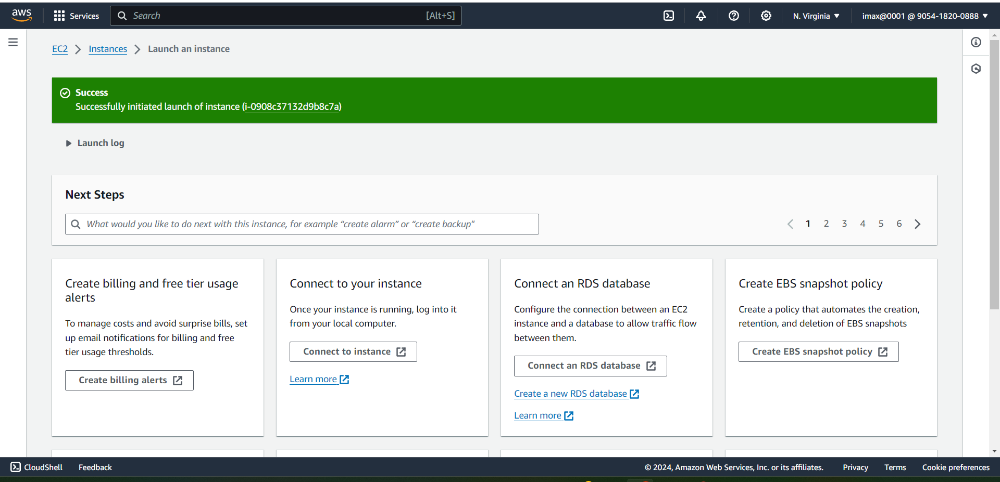 aws Services Search [Alt+S] N. Virginia imax@0001 @ 9054-1820-0888
EC2 Instances Launch an instance
Success
Successfully initiated launch of instance (i-0908c37132d9b8c7a)
Launch log
Next Steps
What would you like to do next with this instance, for example “create alarm” or “create backup" 1 2 3 4 5 6
Create billing and free tier usage
alerts
To manage costs and avoid surprise bills, set
up email notifications for billing and free
tier usage thresholds.
Create billing alerts
Connect to your instance
Once your instance is running, log into it
from your local computer.
Connect to instance
Learn more
Connect an RDS database
Configure the connection between an EC2
instance and a database to allow traffic flow
between them.
Connect an RDS database
Create a new RDS database
Learn more
Create EBS snapshot policy
Create a policy that automates the creation,
retention, and deletion of EBS snapshots
Create EBS snapshot policy
CloudShell Feedback © 2024, Amazon Web Services, Inc. or its affiliates. Privacy Terms Cookie preferences